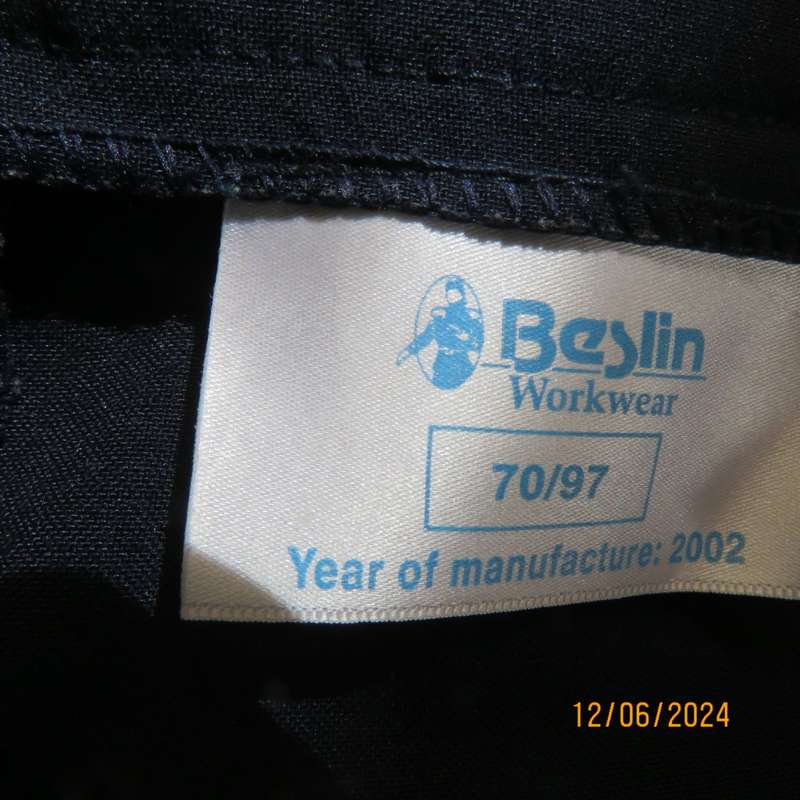 Beslin
Workwear
70/97
Year of manufacture: 2002
12/06/2024